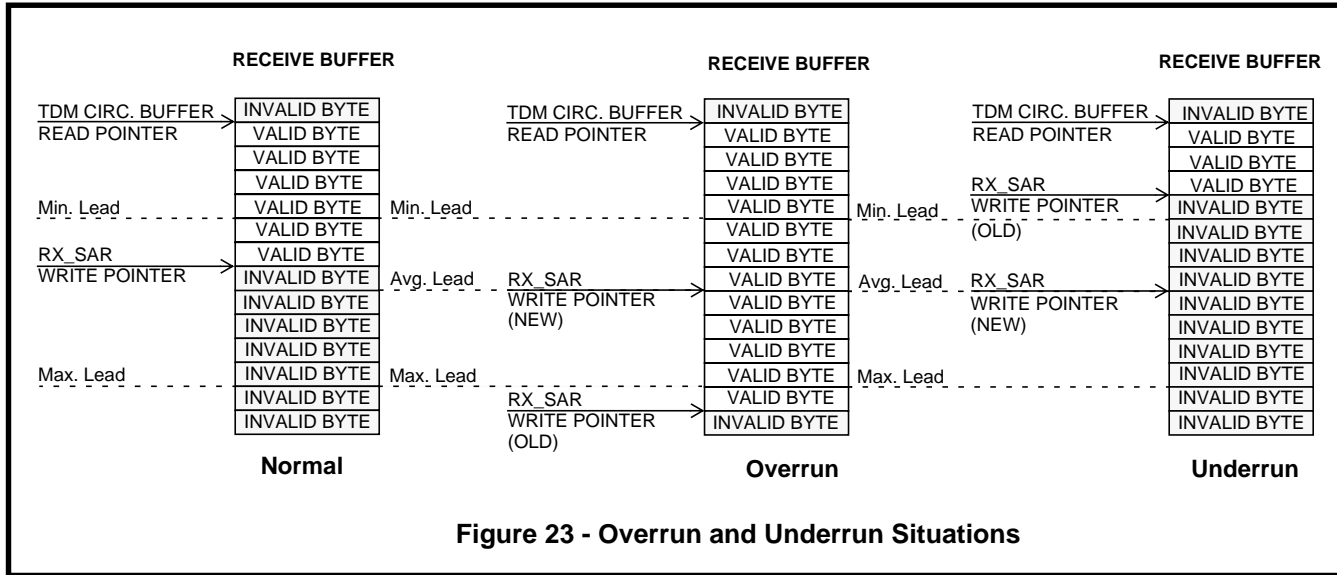 RECEIVE BUFFER
TDM CIRC. BUFFER
READ POINTER
INVALID BYTE
VALID BYTE
VALID BYTE
VALID BYTE
Min. Lead
VALID BYTE
VALID BYTE
RX_SAR
WRITE POINTER
VALID BYTE
INVALID BYTE
INVALID BYTE
INVALID BYTE
INVALID BYTE
Max. Lead
INVALID BYTE
INVALID BYTE
INVALID BYTE
Normal
RECEIVE BUFFER
TDM CIRC. BUFFER
READ POINTER
INVALID BYTE
VALID BYTE
VALID BYTE
VALID BYTE
Min. Lead
VALID BYTE
VALID BYTE
VALID BYTE
Avg. Lead
RX_SAR
WRITE POINTER
(NEW)
VALID BYTE
VALID BYTE
VALID BYTE
VALID BYTE
Max. Lead
VALID BYTE
RX_SAR
WRITE POINTER
(OLD)
VALID BYTE
INVALID BYTE
Overrun
RECEIVE BUFFER
TDM CIRC. BUFFER
READ POINTER
INVALID BYTE
VALID BYTE
VALID BYTE
RX_SAR
WRITE POINTER
(OLD)
VALID BYTE
Min. Lead
INVALID BYTE
INVALID BYTE
INVALID BYTE
Avg. Lead
RX_SAR
WRITE POINTER
(NEW)
INVALID BYTE
INVALID BYTE
INVALID BYTE
INVALID BYTE
Max. Lead
INVALID BYTE
INVALID BYTE
INVALID BYTE
Underrun
Figure 23 - Overrun and Underrun Situations